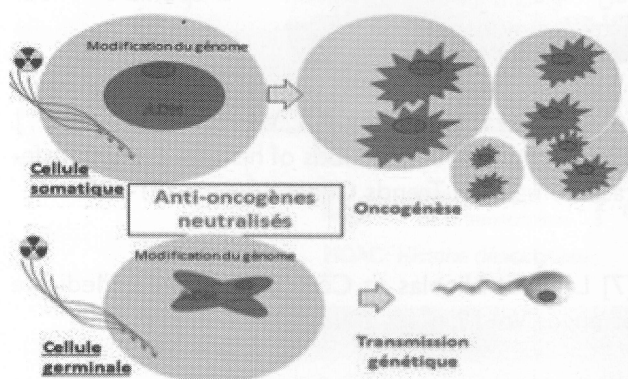 Modification du génome
ADN
Cellule
somatique
Anti-oncogènes
neutralisés
Oncogénèse
Modification du génome
Cellule
germinale
Transmission
génétique